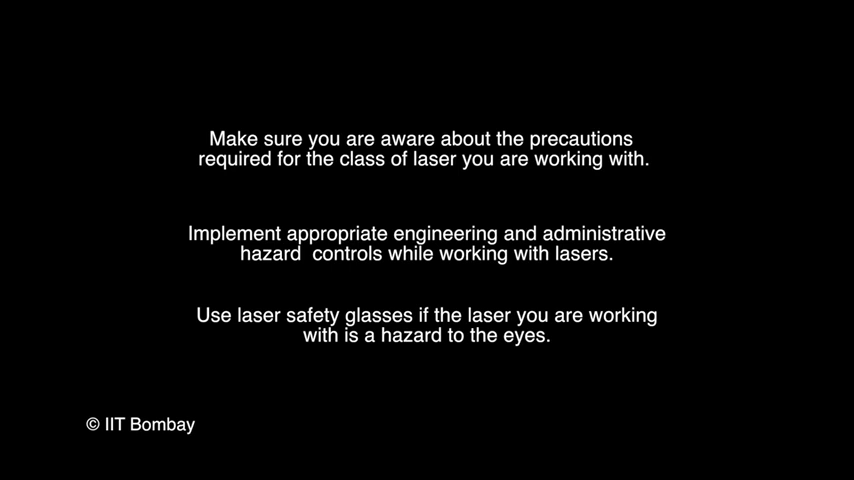 Make sure you are aware about the precautions
required for the class of laser you are working with.
Implement appropriate engineering and administrative
hazard  controls while working with lasers.
Use laser safety glasses if the laser you are working
with is a hazard to the eyes.
© IIT Bombay